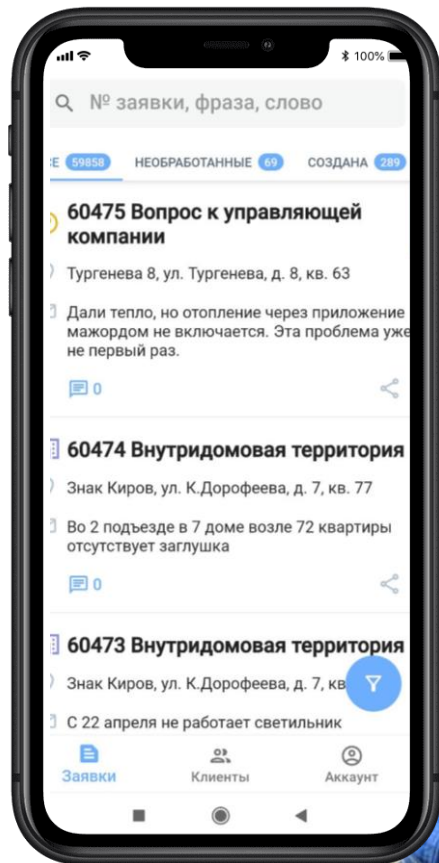 100%
№ заявки, фраза, слово
59858 НЕОБРАБОТАННЫЕ 69 СОЗДАНА 289
60475 Вопрос к управляющей
компании
Тургенева 8, ул. Тургенева, д. 8, кв. 63
Дали тепло, но отопление через приложение
мажордом не включается. Эта проблема уже
не первый раз.
0
60474 Внутридомовая территория
Знак Киров, ул. К.Дорофеева, д. 7, кв. 77
Во 2 подъезде в 7 доме возле 72 квартиры
отсутствует заглушка
0
60473 Внутридомовая территория
Знак Киров, ул. К.Дорофеева, д. 7, кв
С 22 апреля не работает светильник
Заявки Клиенты Аккаунт